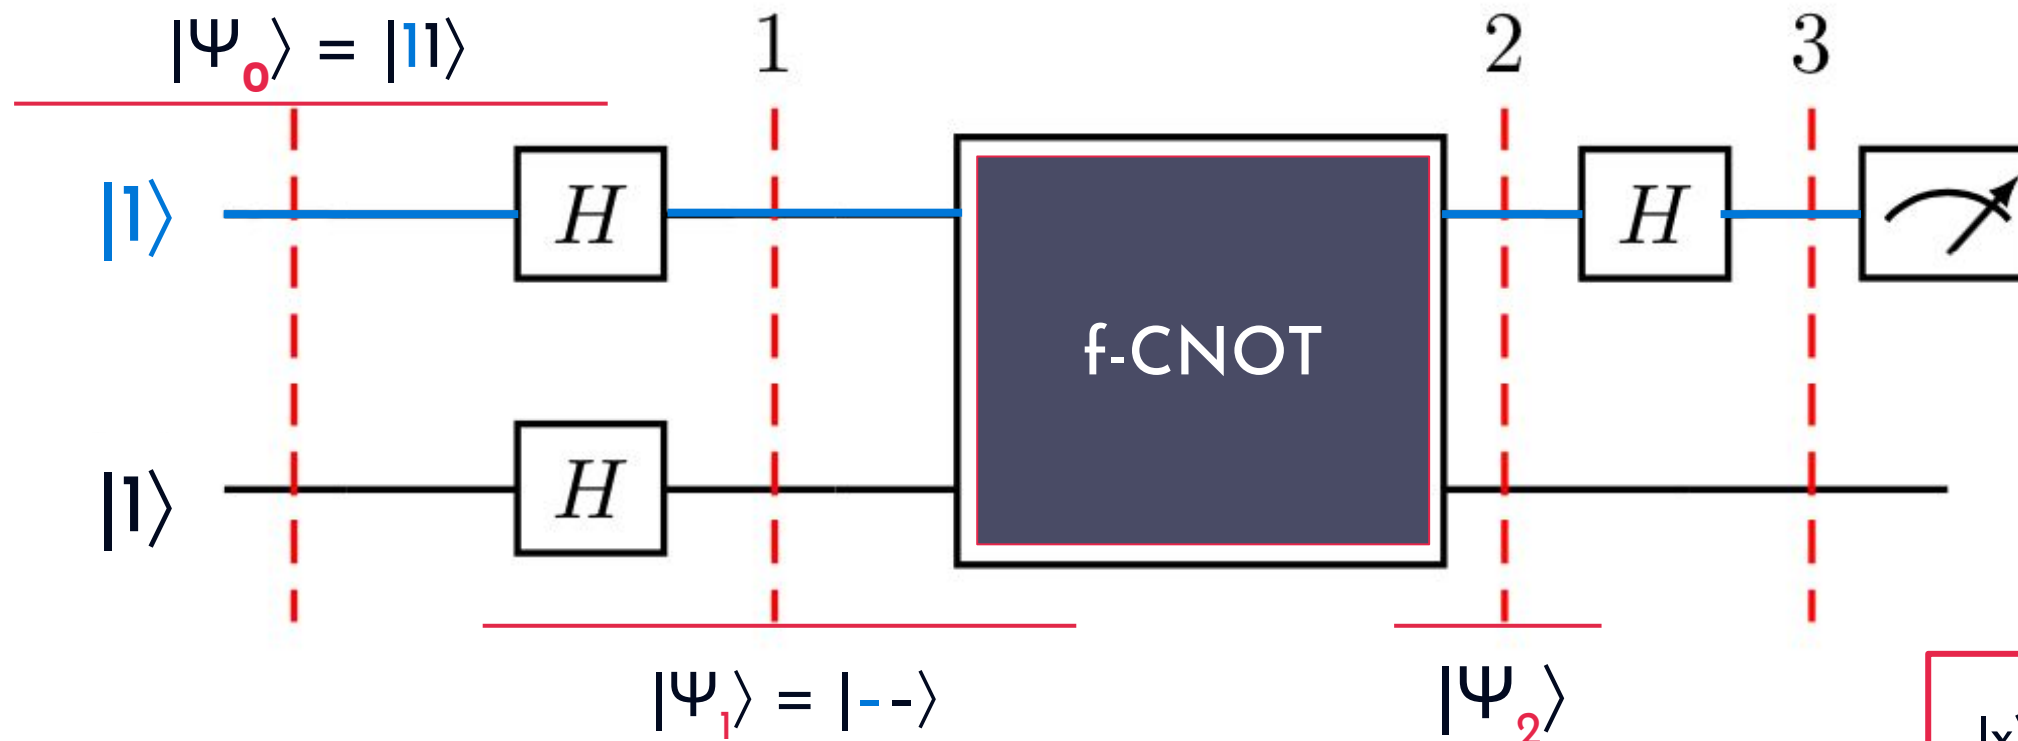 |Ψ₀⟩ = |11⟩
1
2
3
|1⟩
H
H
f-CNOT
|1⟩
H
|Ψ₁⟩ = |--⟩
|Ψ₂⟩